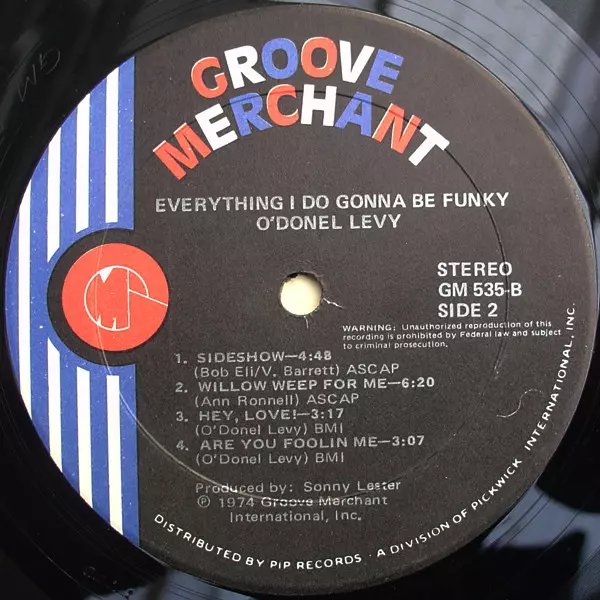 GROOVE
MERCHANT
EVERYTHING I DO GONNA BE FUNKY
O'DONEL LEVY
STEREO
GM 535-B
SIDE 2
WARNING: Unauthorized reproduction of this
recording is prohibited by Federal law and subject
to criminal prosecution.
1. SIDESHOW—4:48
(Bob Eli/V. Barrett) ASCAP
2. WILLOW WEEP FOR ME—6:20
(Ann Ronnell) ASCAP
3. HEY, LOVE!—3:17
(O'Donel Levy) BMI
4. ARE YOU FOOLIN ME—3:07
(O'Donel Levy) BMI
Produced by: Sonny Lester
℗ 1974 Groove Merchant
International, Inc.
DISTRIBUTED BY PIP RECORDS · A DIVISION OF PICKWICK INTERNATIONAL, INC.
GM